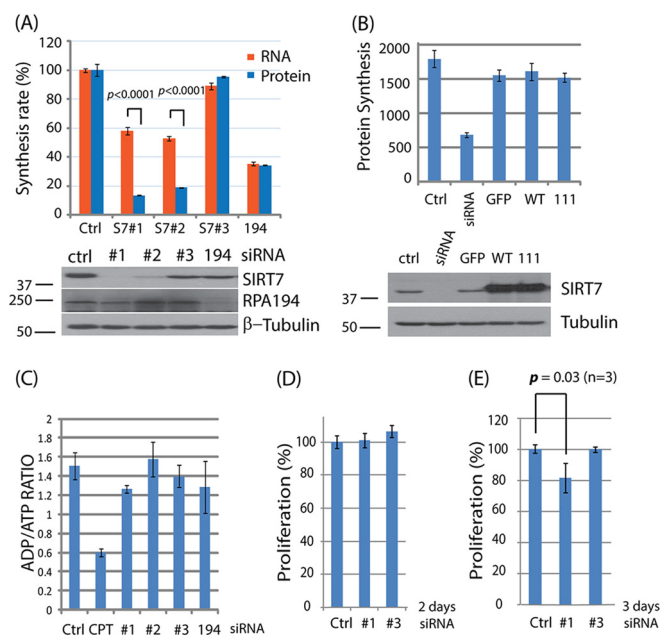 (A)
RNA
Protein
p<0.0001 p<0.0001
Synthesis rate (%)
120
100
80
60
40
20
0
Ctrl S7#1 S7#2 S7#3 194
ctrl #1 #2 #3 194 siRNA
37 SIRT7
250 RPA194
50 β−Tubulin
(B)
Protein Synthesis
2000
1500
1000
500
0
Ctrl siRNA GFP WT 111
ctrl siRNA GFP WT 111
37 SIRT7
50 Tubulin
(C)
ADP/ATP RATIO
2
1.8
1.6
1.4
1.2
1
0.8
0.6
0.4
0.2
0
Ctrl CPT #1 #2 #3 194 siRNA
(D)
Proliferation (%)
120
100
80
60
40
20
0
2 days
Ctrl #1 #3 siRNA
(E)
p = 0.03 (n=3)
Proliferation (%)
120
100
80
60
40
20
0
3 days
Ctrl #1 #3 siRNA